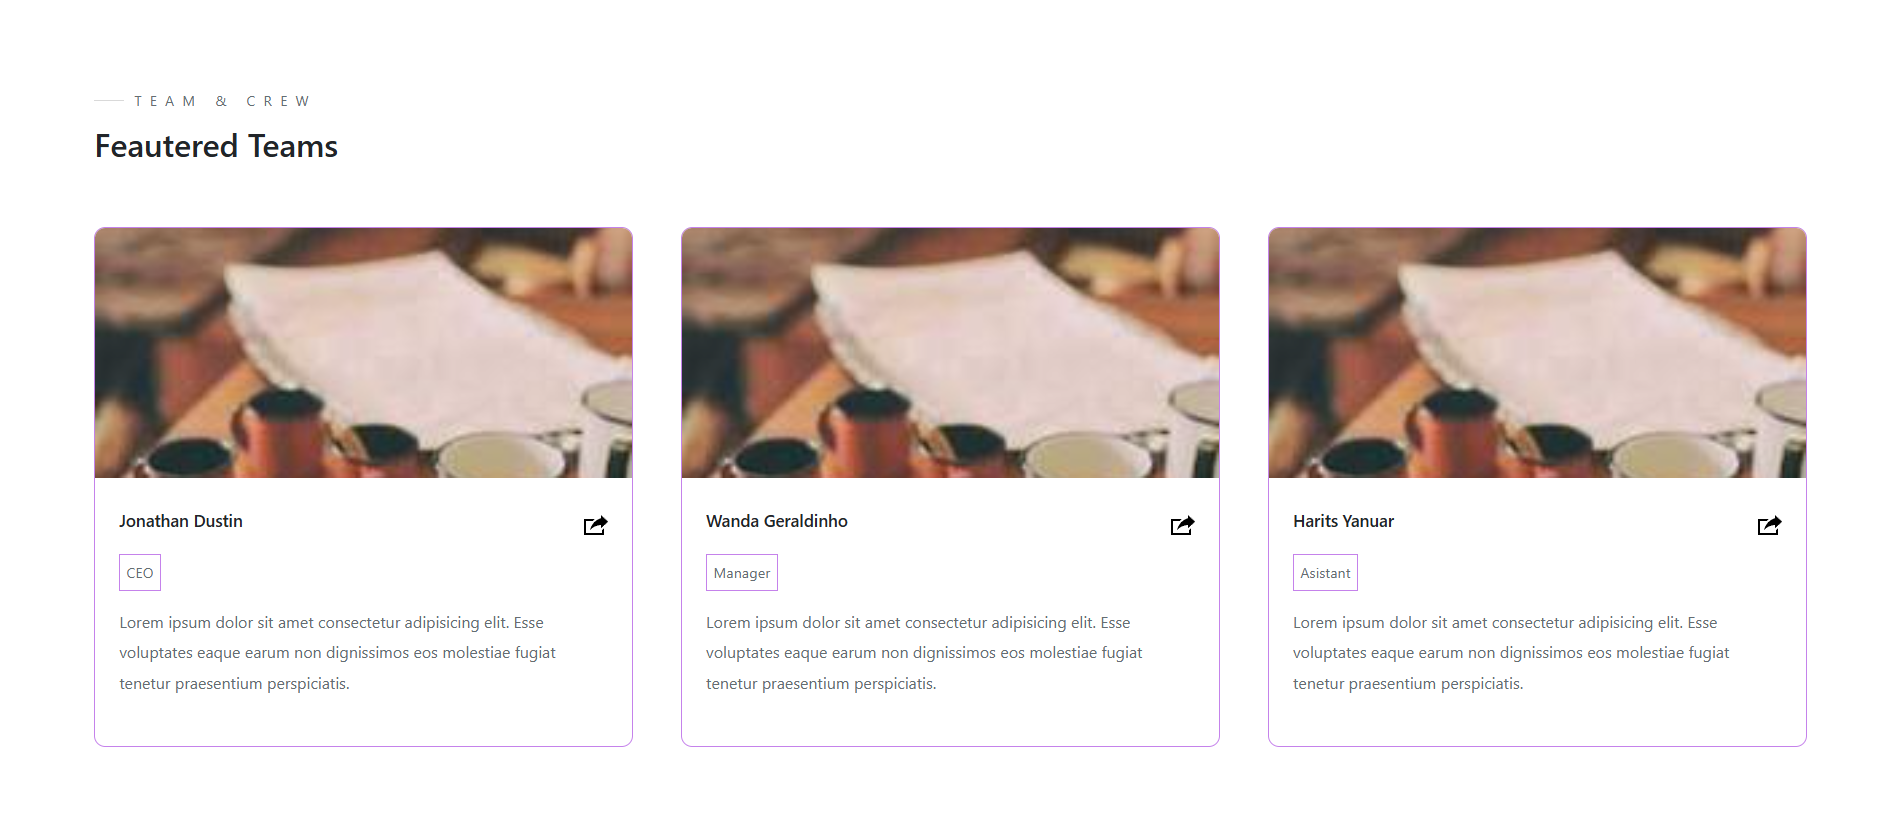 TEAM & CREW
Feautered Teams
Jonathan Dustin
CEO
Lorem ipsum dolor sit amet consectetur adipisicing elit. Esse
voluptates eaque earum non dignissimos eos molestiae fugiat
tenetur praesentium perspiciatis.
Wanda Geraldinho
Manager
Lorem ipsum dolor sit amet consectetur adipisicing elit. Esse
voluptates eaque earum non dignissimos eos molestiae fugiat
tenetur praesentium perspiciatis.
Harits Yanuar
Asistant
Lorem ipsum dolor sit amet consectetur adipisicing elit. Esse
voluptates eaque earum non dignissimos eos molestiae fugiat
tenetur praesentium perspiciatis.